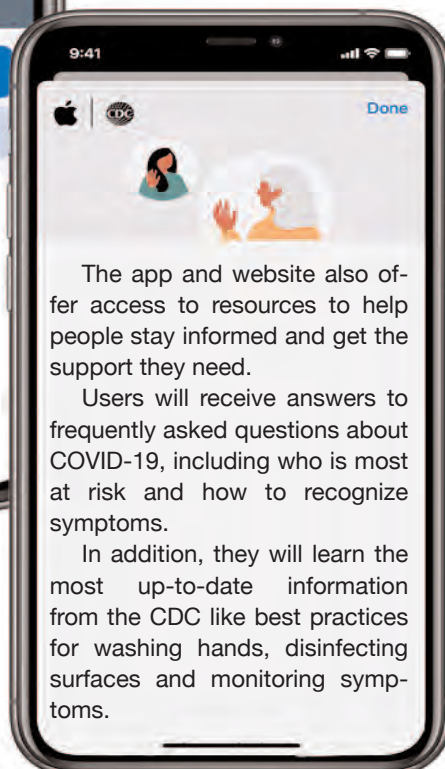 9:41
CDC
Done
The app and website also of-
fer access to resources to help
people stay informed and get the
support they need.
Users will receive answers to
frequently asked questions about
COVID-19, including who is most
at risk and how to recognize
symptoms.
In addition, they will learn the
most up-to-date information
from the CDC like best practices
for washing hands, disinfecting
surfaces and monitoring symp-
toms.